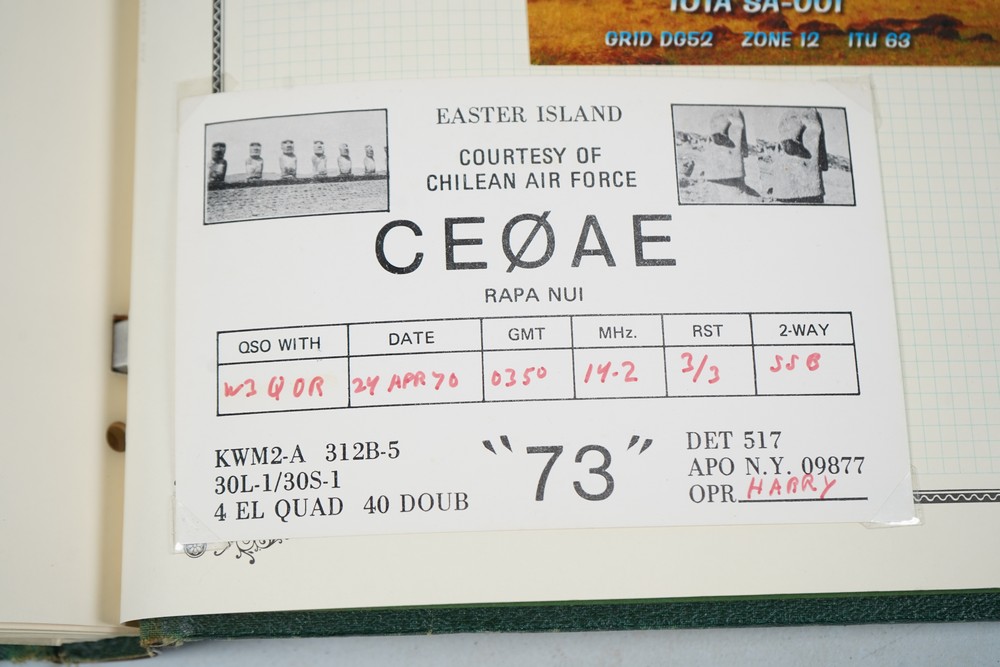 IOTA SA-001
GRID DG52 ZONE 12 ITU 63
EASTER ISLAND
COURTESY OF
CHILEAN AIR FORCE
CEØAE
RAPA NUI
QSO WITH DATE GMT MHz. RST 2-WAY
W3QOR 24 APR 70 0350 14.2 3/3 SSB
KWM2-A 312B-5
30L-1/30S-1
4 EL QUAD 40 DOUB
"73"
DET 517
APO N.Y. 09877
OPR. HARRY